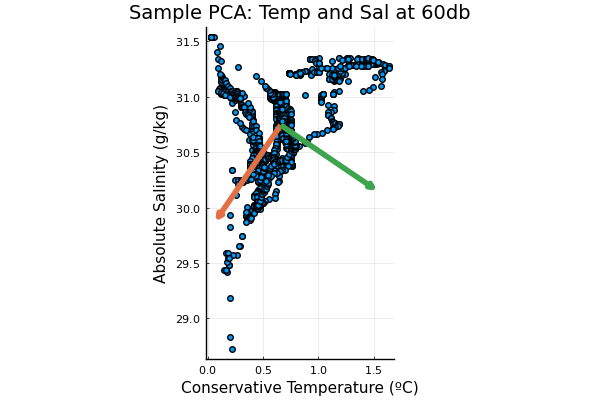 Sample PCA: Temp and Sal at 60db
Absolute Salinity (g/kg)
31.5
31.0
30.5
30.0
29.5
29.0
0.0 0.5 1.0 1.5
Conservative Temperature (ºC)